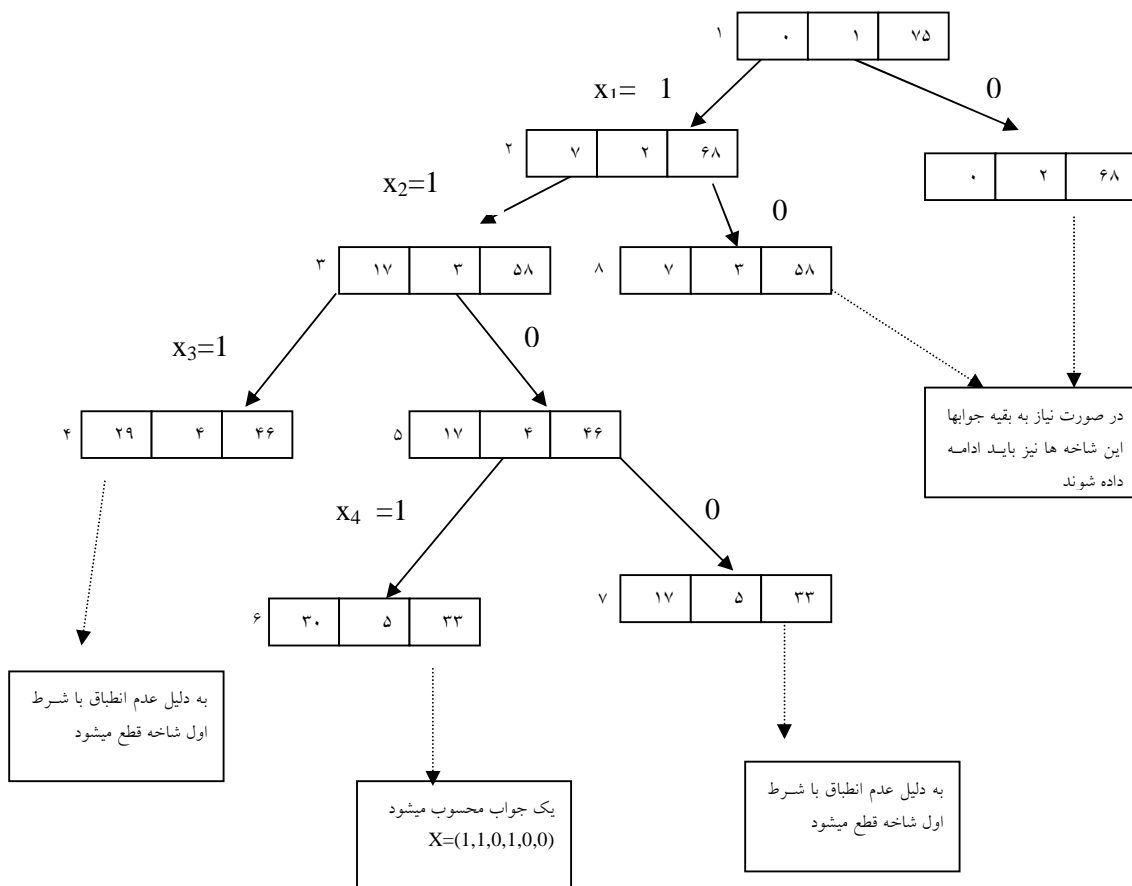 ۱ ۰ ۱ ۷۵
x₁= 1
0
۲ ۷ ۲ ۶۸
۰ ۲ ۶۸
x₂=1
0
۳ ۱۷ ۳ ۵۸
۸ ۷ ۳ ۵۸
x₃=1
0
۴ ۲۹ ۴ ۴۶
۵ ۱۷ ۴ ۴۶
در صورت نیاز به بقیه جوابها
این شاخه ها نیز باید ادامه
داده شوند
x₄ =1
0
۶ ۳۰ ۵ ۳۳
۷ ۱۷ ۵ ۳۳
به دلیل عدم انطباق با شرط
اول شاخه قطع میشود
یک جواب محسوب میشود
X=(1,1,0,1,0,0)
به دلیل عدم انطباق با شرط
اول شاخه قطع میشود